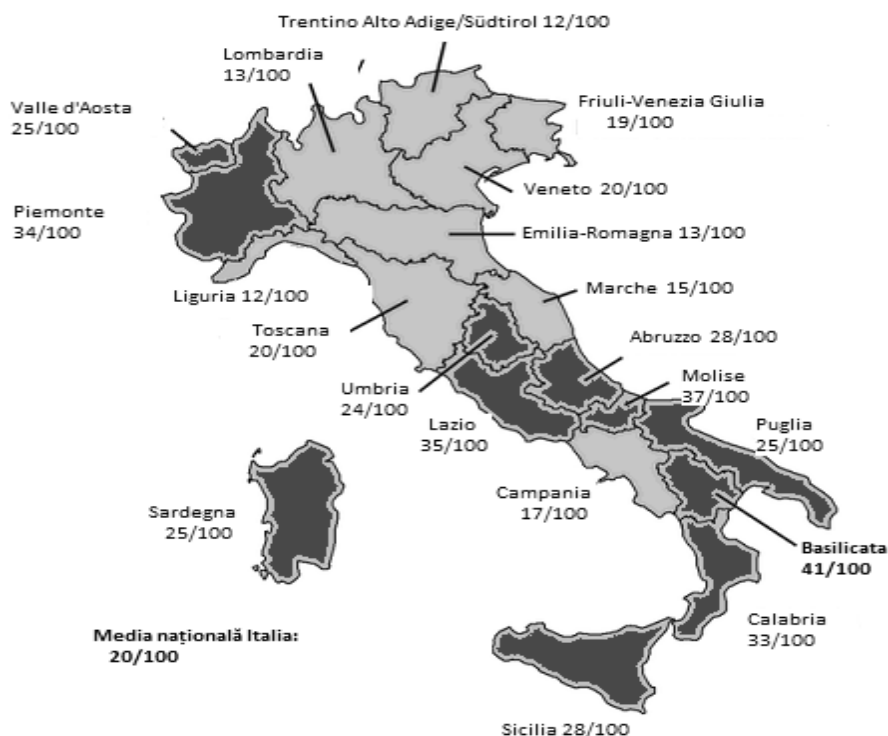 Trentino Alto Adige/Südtirol 12/100
Lombardia
13/100
Valle d'Aosta
25/100
Friuli-Venezia Giulia
19/100
Veneto 20/100
Piemonte
34/100
Emilia-Romagna 13/100
Liguria 12/100
Marche 15/100
Toscana
20/100
Abruzzo 28/100
Umbria
24/100
Molise
37/100
Lazio
35/100
Puglia
25/100
Campania
17/100
Sardegna
25/100
Basilicata
41/100
Calabria
33/100
Media națională Italia:
20/100
Sicilia 28/100